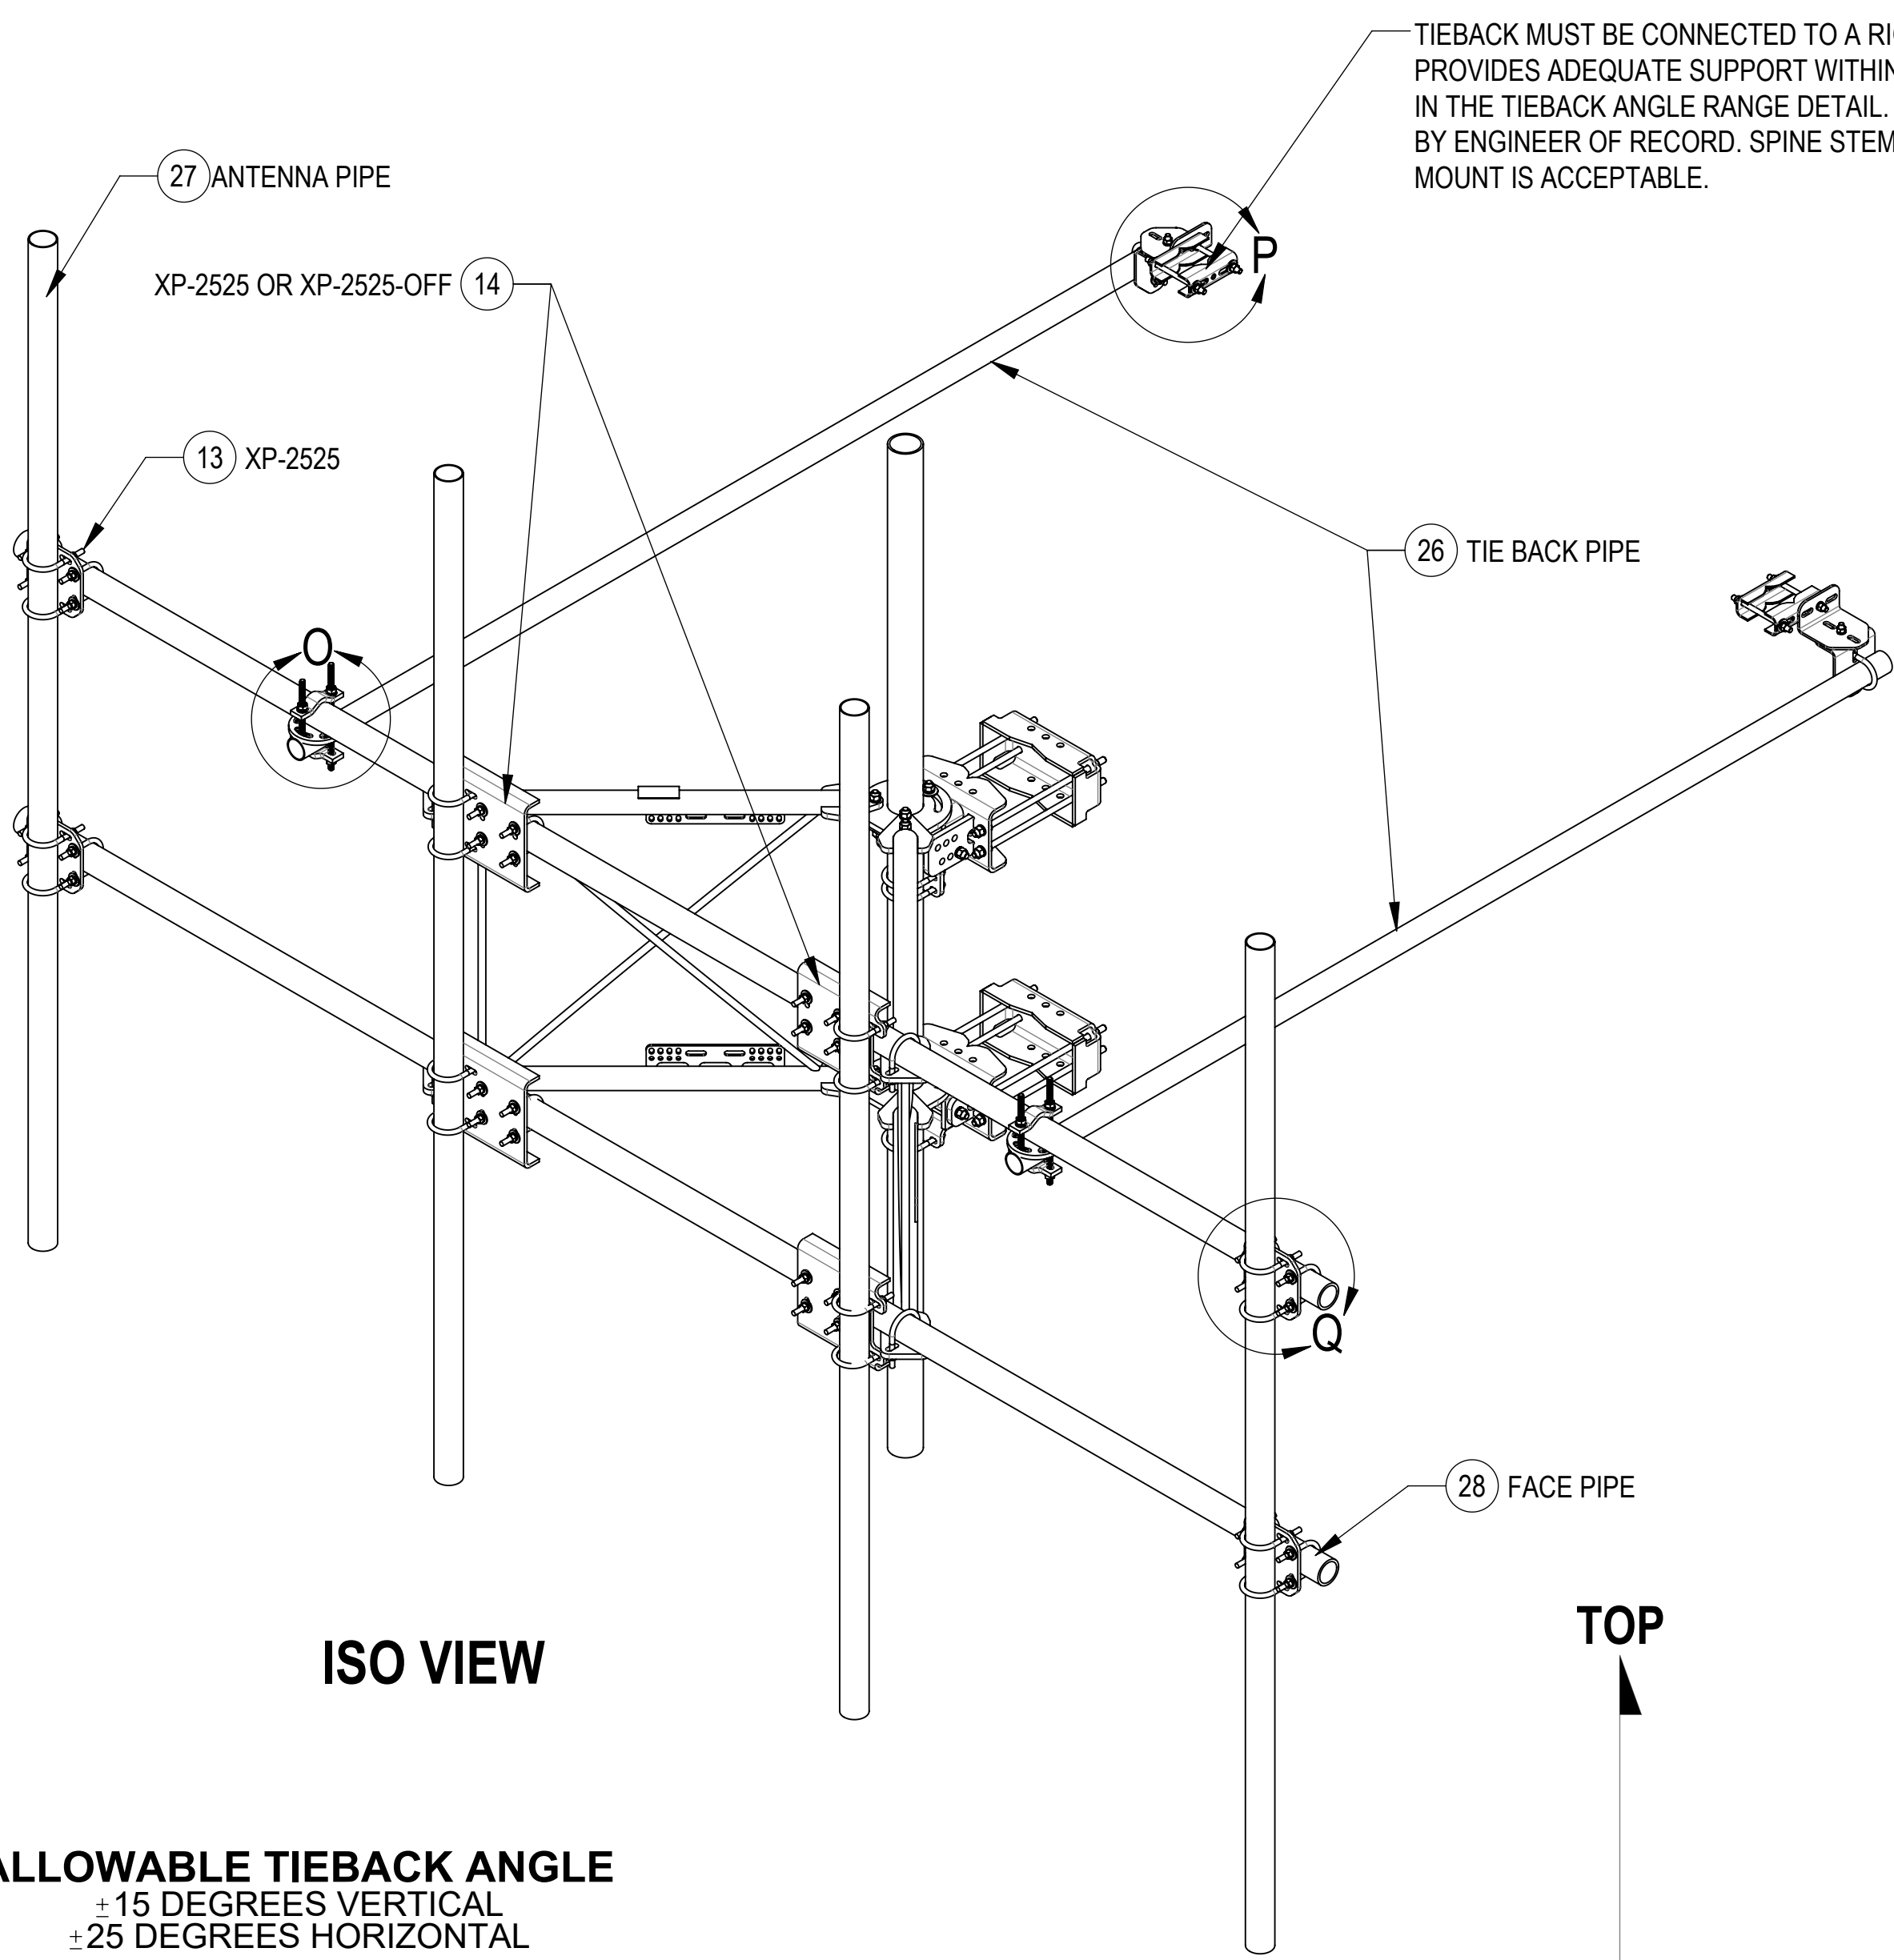 TIEBACK MUST BE CONNECTED TO A
PROVIDES ADEQUATE SUPPORT WITHIN
IN THE TIEBACK ANGLE RANGE DETAIL.
BY ENGINEER OF RECORD. SPINE STEM
MOUNT IS ACCEPTABLE.
27 ANTENNA PIPE
P
XP-2525 OR XP-2525-OFF 14
13 XP-2525
26 TIE BACK PIPE
O
Q
28 FACE PIPE
TOP
ISO VIEW
ALLOWABLE TIEBACK ANGLE
±15 DEGREES VERTICAL
±25 DEGREES HORIZONTAL